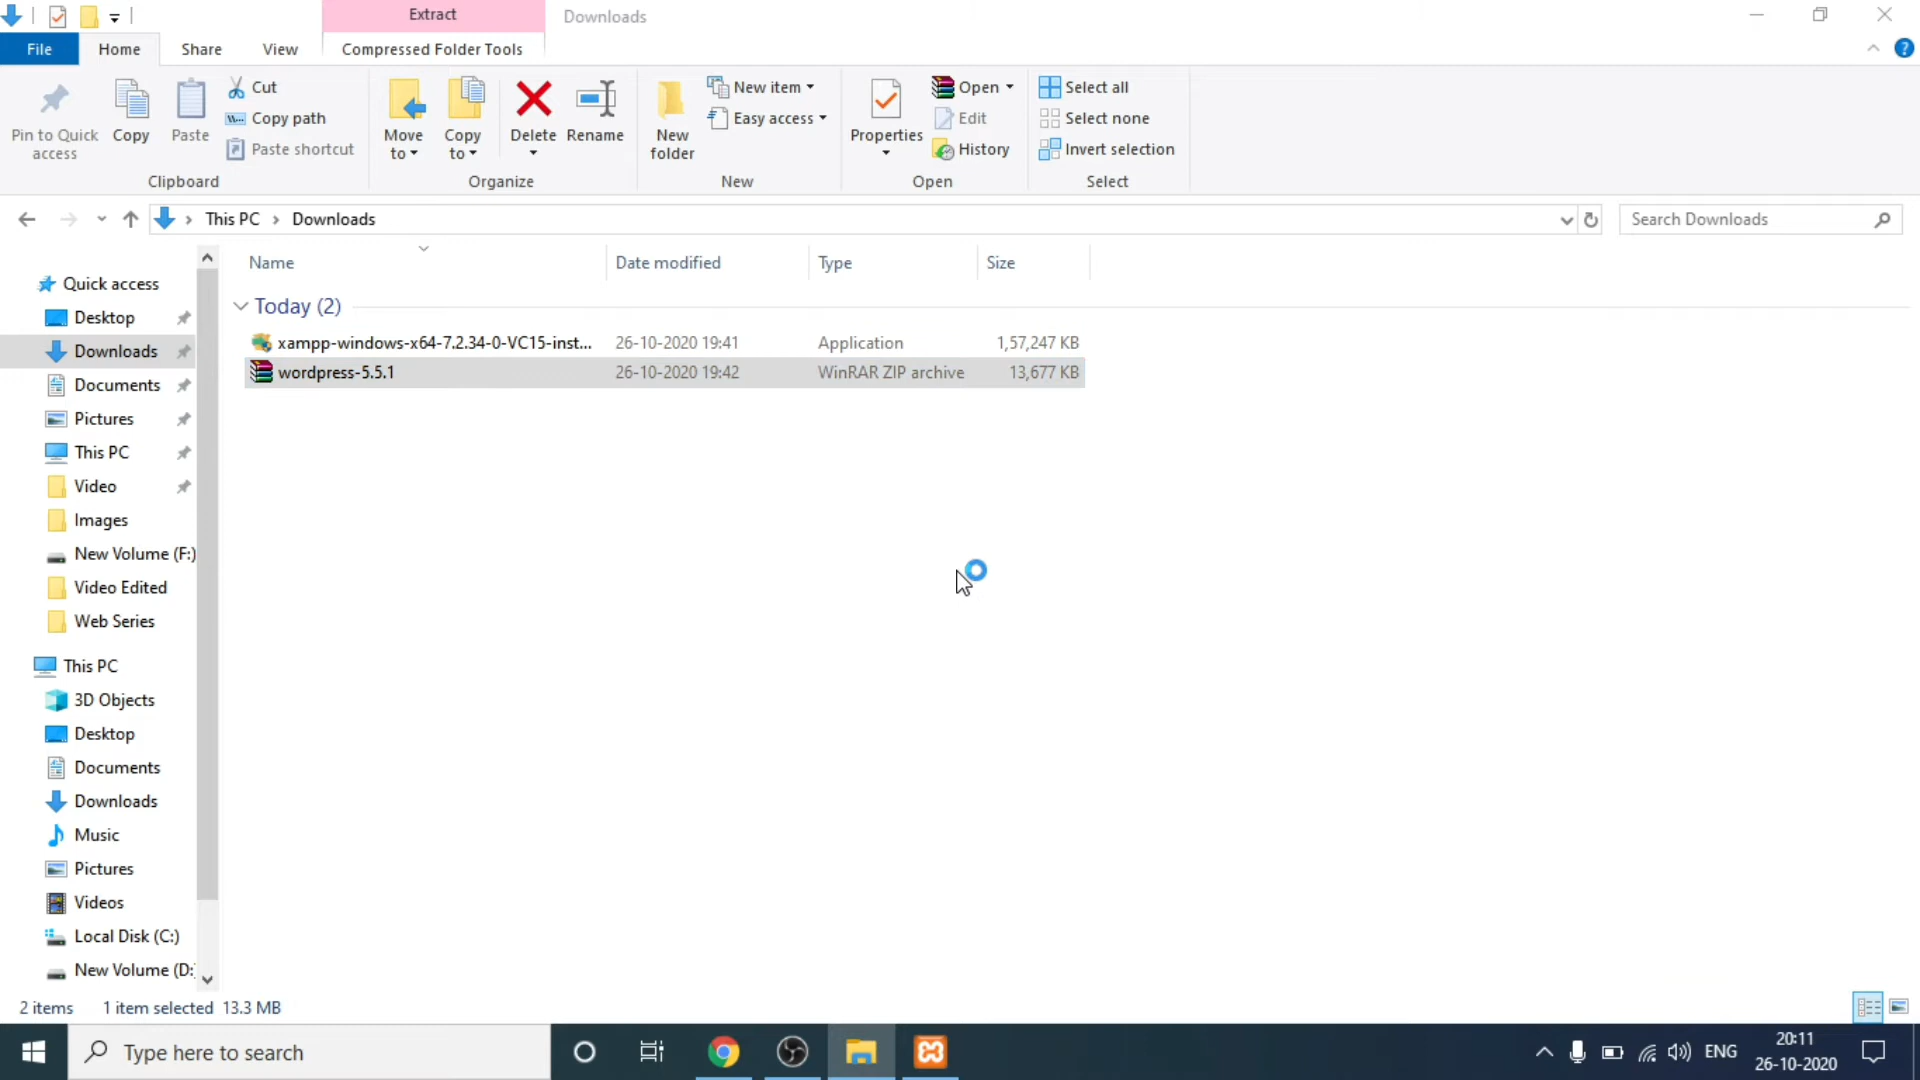 Extract
Downloads
File
Home
Share
View
Compressed Folder Tools
Pin to Quick access
Copy
Paste
Cut
Copy path
Paste shortcut
Clipboard
Move to
Copy to
Delete
Rename
Organize
New folder
New item
Easy access
New
Properties
Open
Edit
History
Open
Select all
Select none
Invert selection
Select
This PC > Downloads
Search Downloads
Name
Date modified
Type
Size
Today (2)
xampp-windows-x64-7.2.34-0-VC15-inst... 26-10-2020 19:41 Application 1,57,247 KB
wordpress-5.5.1 26-10-2020 19:42 WinRAR ZIP archive 13,677 KB
Quick access
Desktop
Downloads
Documents
Pictures
This PC
Video
Images
New Volume (F:)
Video Edited
Web Series
This PC
3D Objects
Desktop
Documents
Downloads
Music
Pictures
Videos
Local Disk (C:)
New Volume (D:
2 items 1 item selected 13.3 MB
Type here to search
ENG
20:11
26-10-2020